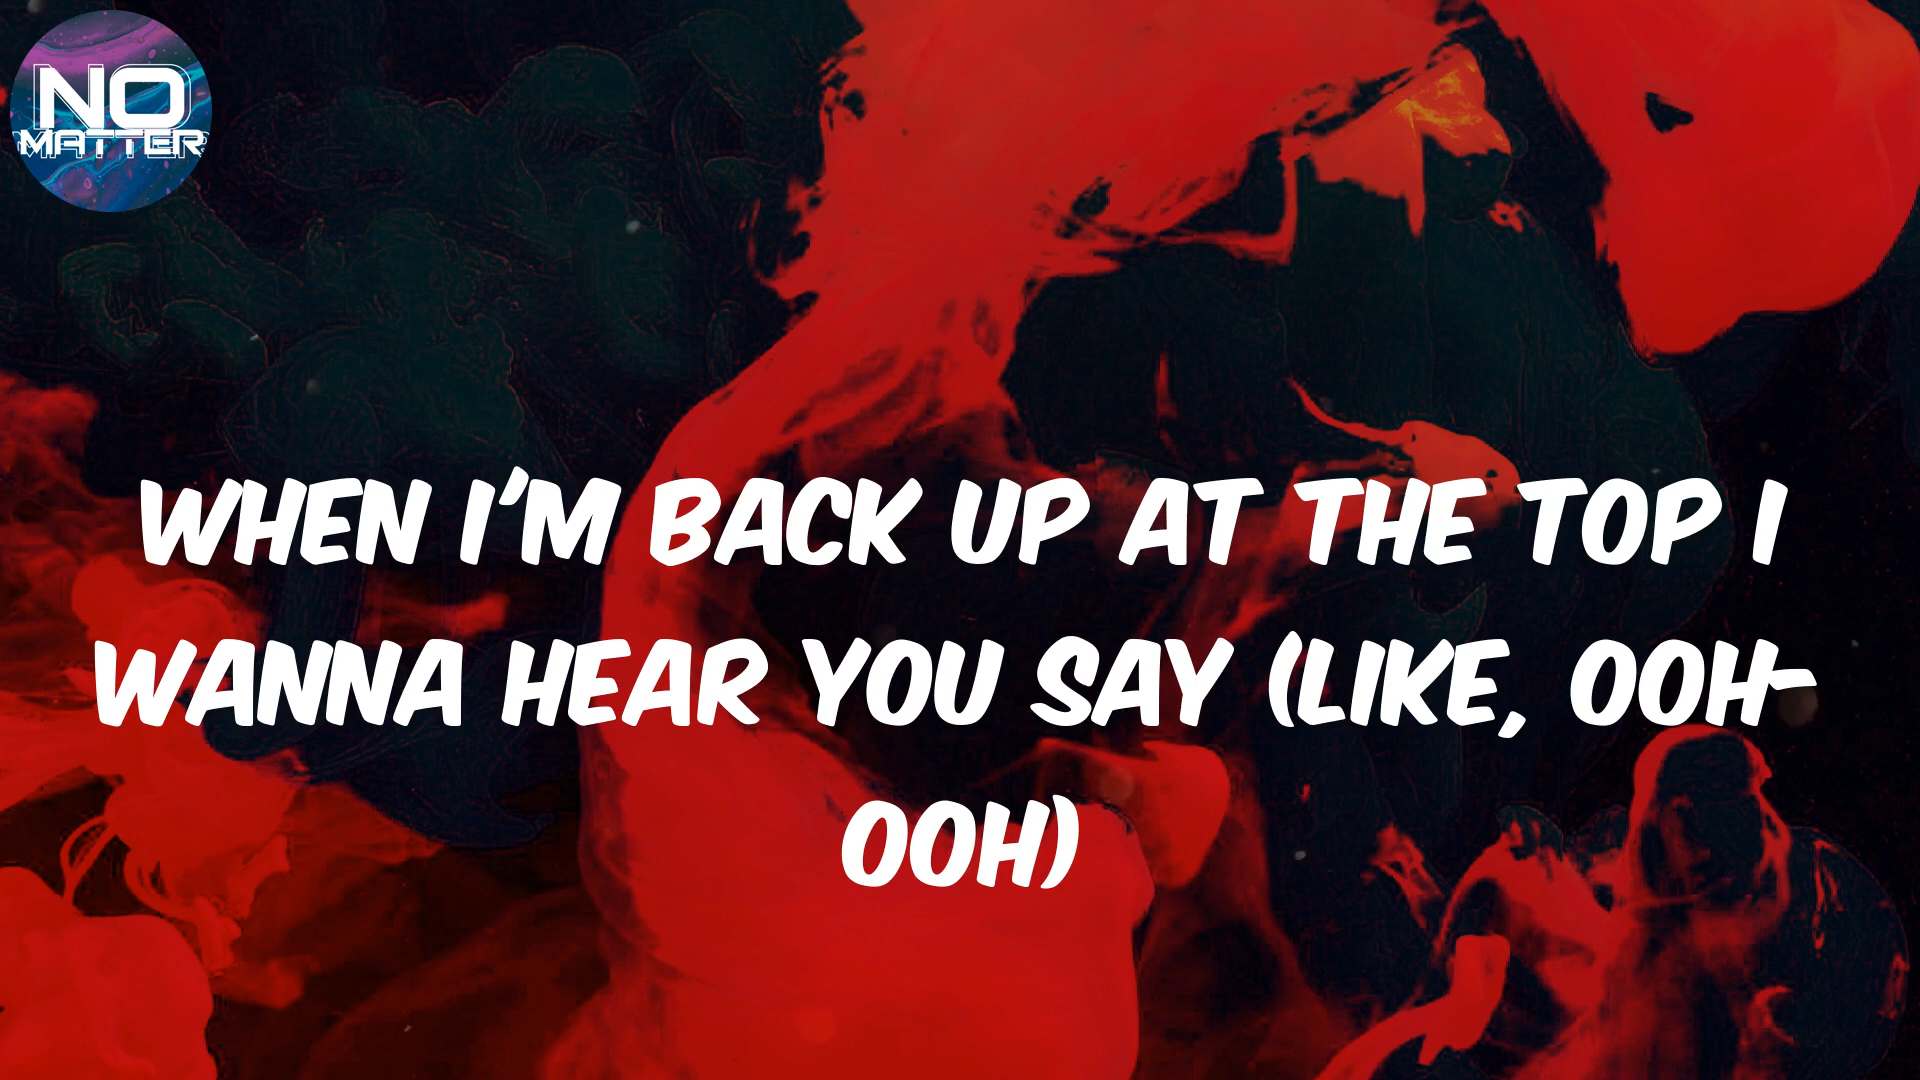 NO
MATTER
WHEN I'M BACK UP AT THE TOP I
WANNA HEAR YOU SAY (LIKE, OOH-
OOH)